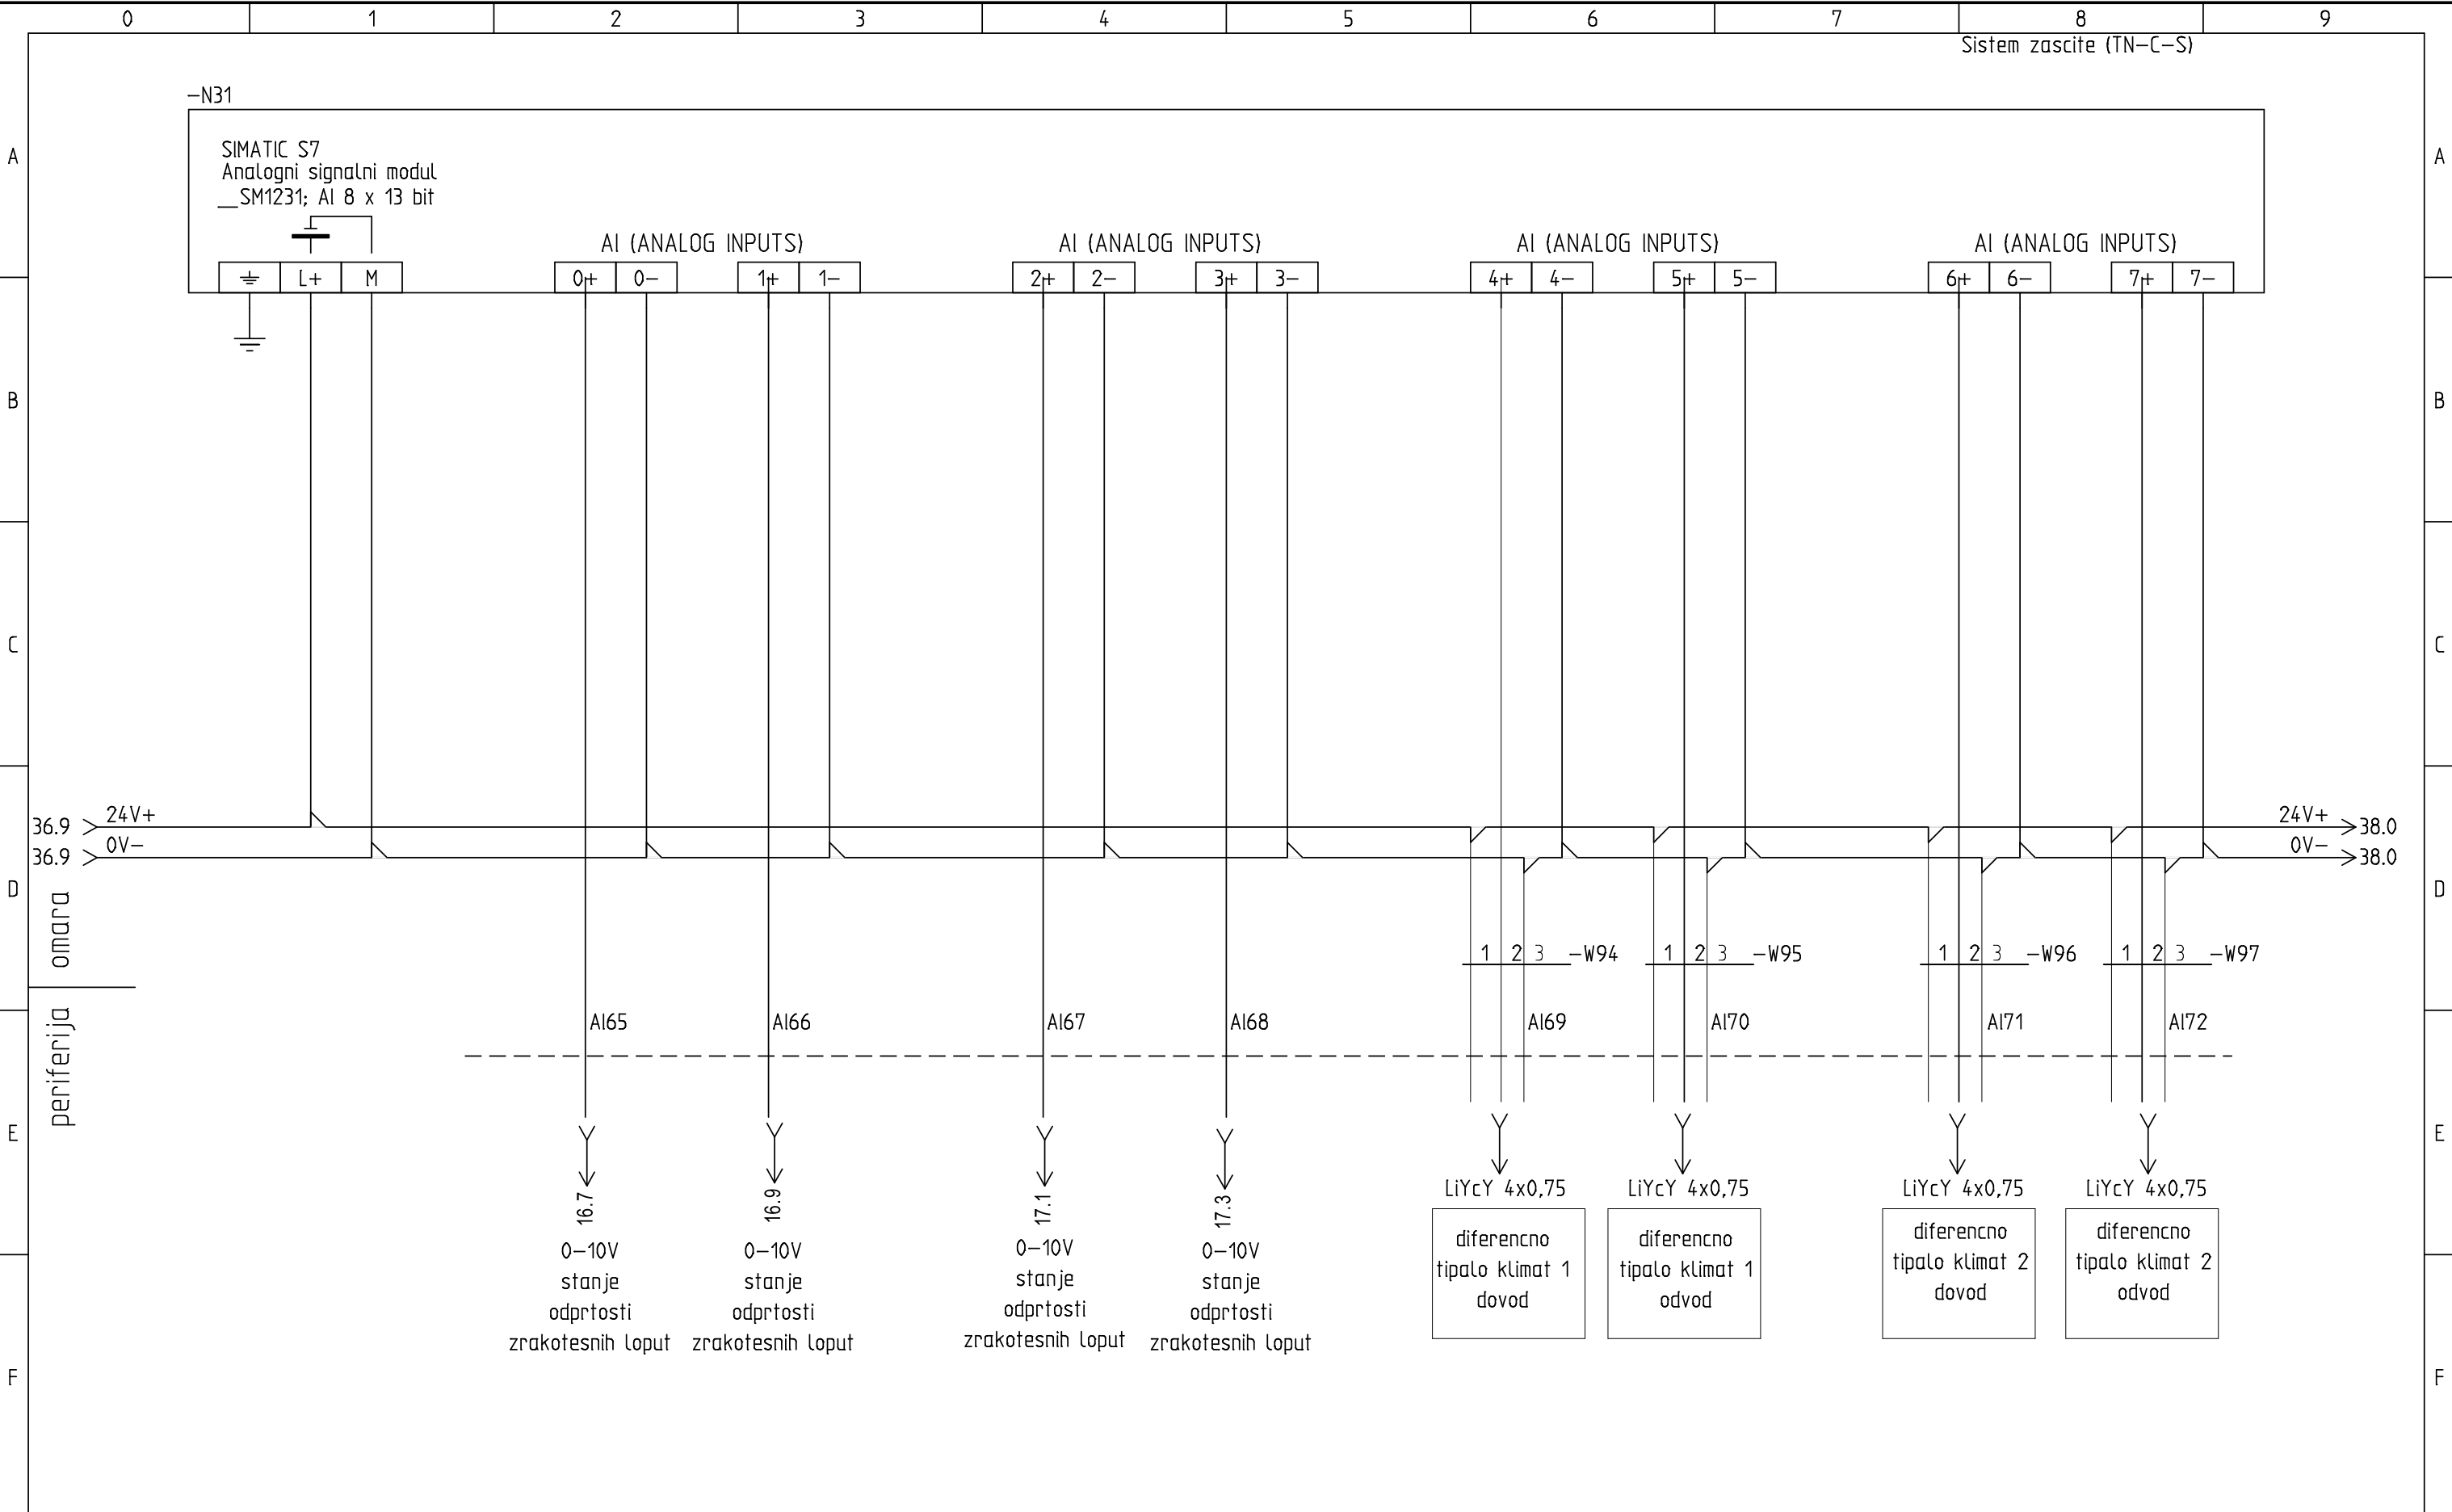 0 1 2 3 4 5 6 7 8 9
Sistem zascite (TN-C-S)
-N31
A A
SIMATIC S7
Analogni signalni modul
__SM1231; AI 8 x 13 bit
AI (ANALOG INPUTS) AI (ANALOG INPUTS) AI (ANALOG INPUTS) AI (ANALOG INPUTS)
L+ M 0+ 0- 1+ 1- 2+ 2- 3+ 3- 4+ 4- 5+ 5- 6+ 6- 7+ 7-
B B
C C
36.9 24V+ 24V+ 38.0
36.9 0V- 0V- 38.0
D D
omara
1 2 3 -W94 1 2 3 -W95 1 2 3 -W96 1 2 3 -W97
periferija
AI65 AI66 AI67 AI68 AI69 AI70 AI71 AI72
E E
16.7 16.9 17.1 17.3
LiYcY 4x0,75 LiYcY 4x0,75 LiYcY 4x0,75 LiYcY 4x0,75
0-10V
stanje
odprtosti
zrakotesnih loput
0-10V
stanje
odprtosti
zrakotesnih loput
0-10V
stanje
odprtosti
zrakotesnih loput
0-10V
stanje
odprtosti
zrakotesnih loput
diferencno
tipalo klimat 1
dovod
diferencno
tipalo klimat 1
odvod
diferencno
tipalo klimat 2
dovod
diferencno
tipalo klimat 2
odvod
F F